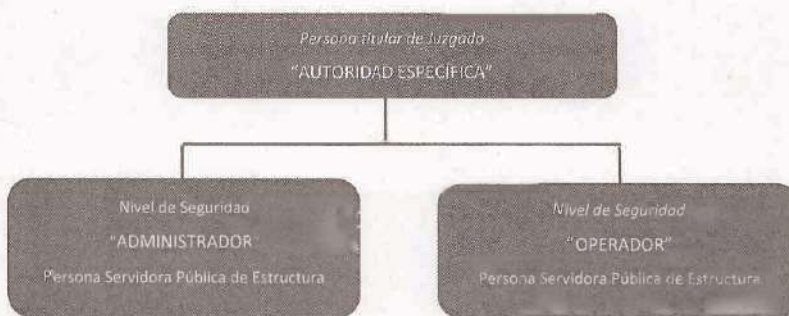 Persona titular de Juzgado
"AUTORIDAD ESPECÍFICA"
Nivel de Seguridad
"ADMINISTRADOR"
Persona Servidora Pública de Estructura
Nivel de Seguridad
"OPERADOR"
Persona Servidora Pública de Estructura